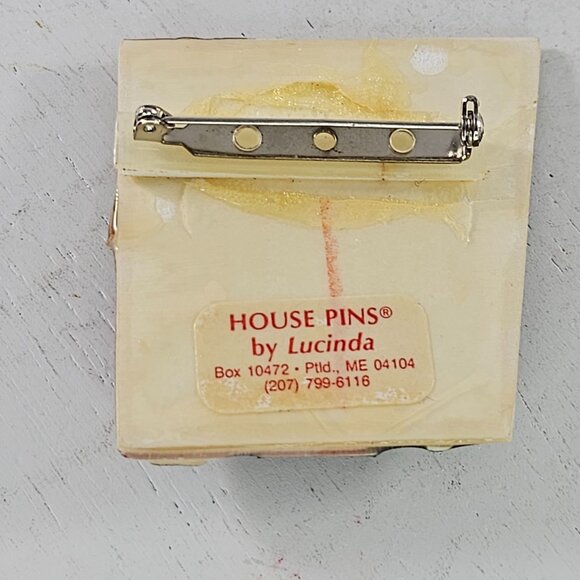 HOUSE PINS®
by Lucinda
Box 10472 • Ptld., ME 04104
(207) 799-6116